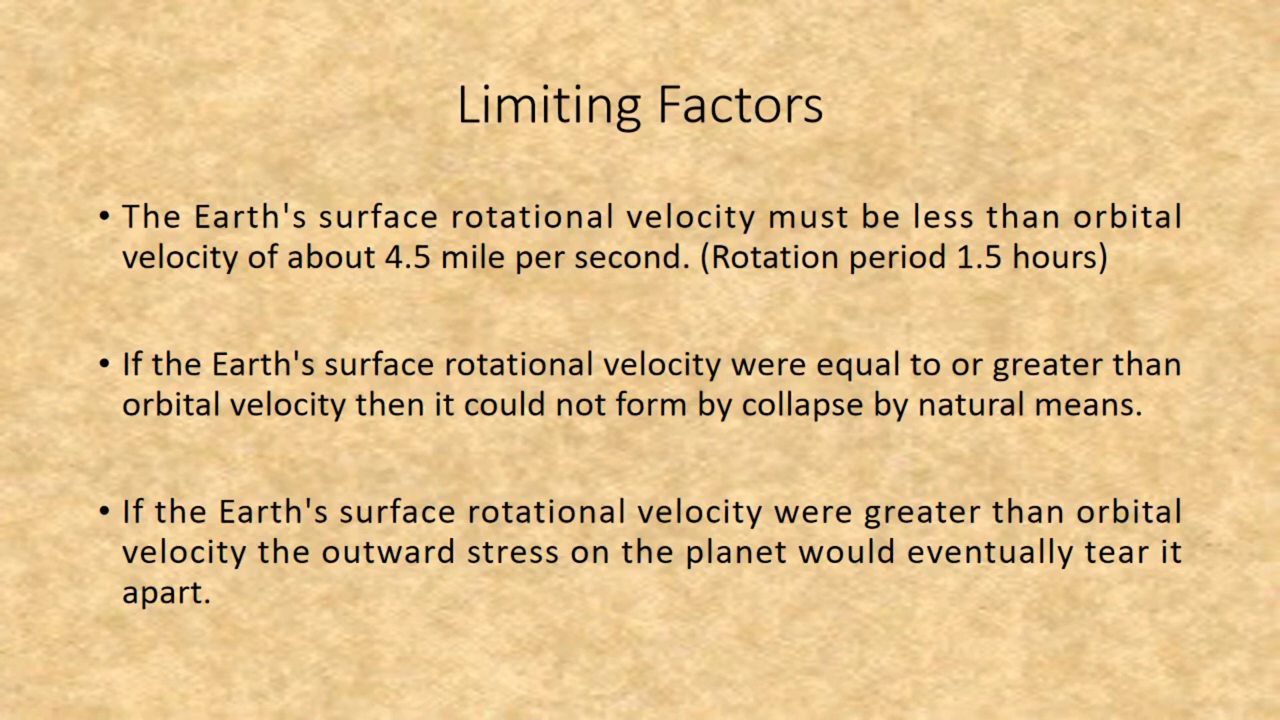 Limiting Factors
• The Earth's surface rotational velocity must be less than orbital
velocity of about 4.5 mile per second. (Rotation period 1.5 hours)
• If the Earth's surface rotational velocity were equal to or greater than
orbital velocity then it could not form by collapse by natural means.
• If the Earth's surface rotational velocity were greater than orbital
velocity the outward stress on the planet would eventually tear it
apart.